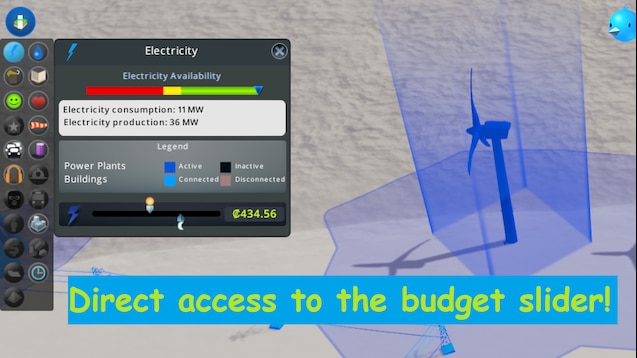 Electricity
Electricity Availability
Electricity consumption: 11 MW
Electricity production: 36 MW
Legend
Power Plants Active Inactive
Buildings Connected Disconnected
₡434.56
Direct access to the budget slider!